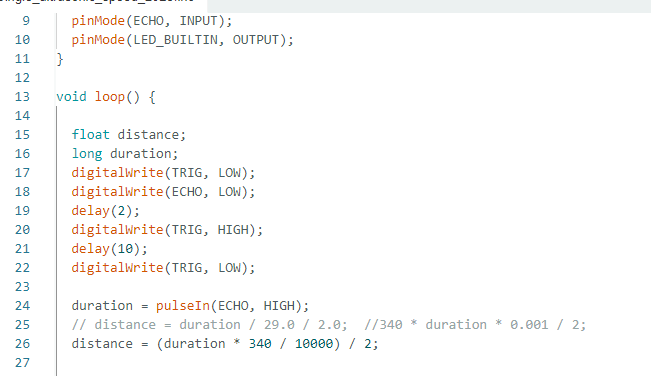 9 pinMode(ECHO, INPUT);
10 pinMode(LED_BUILTIN, OUTPUT);
11 }
12
13 void loop() {
14
15 float distance;
16 long duration;
17 digitalWrite(TRIG, LOW);
18 digitalWrite(ECHO, LOW);
19 delay(2);
20 digitalWrite(TRIG, HIGH);
21 delay(10);
22 digitalWrite(TRIG, LOW);
23
24 duration = pulseIn(ECHO, HIGH);
25 // distance = duration / 29.0 / 2.0;  //340 * duration * 0.001 / 2;
26 distance = (duration * 340 / 10000) / 2;
27